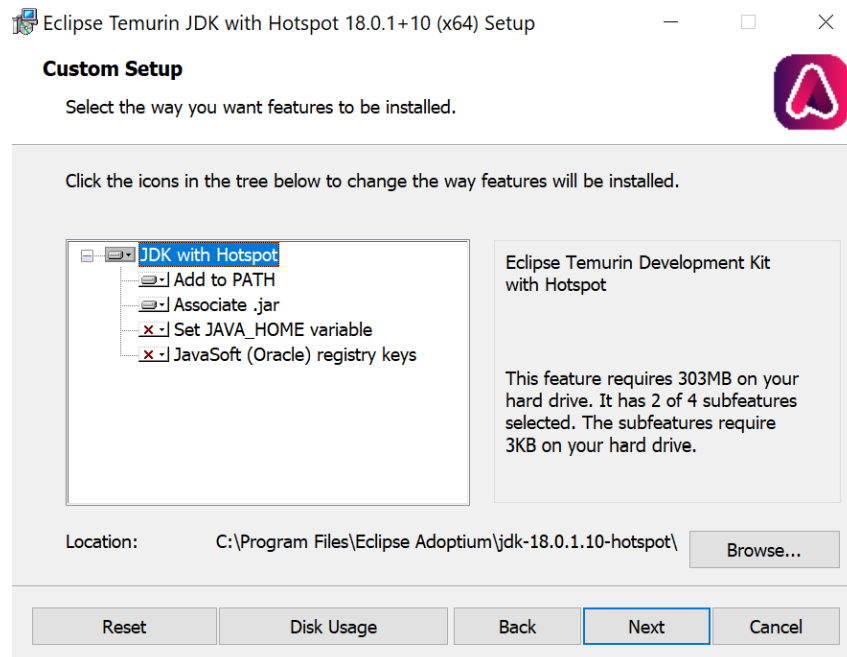 Eclipse Temurin JDK with Hotspot 18.0.1+10 (x64) Setup
Custom Setup
Select the way you want features to be installed.
Click the icons in the tree below to change the way features will be installed.
JDK with Hotspot
Add to PATH
Associate .jar
Set JAVA_HOME variable
JavaSoft (Oracle) registry keys
Eclipse Temurin Development Kit
with Hotspot
This feature requires 303MB on your
hard drive. It has 2 of 4 subfeatures
selected. The subfeatures require
3KB on your hard drive.
Location: C:\Program Files\Eclipse Adoptium\jdk-18.0.1.10-hotspot\ Browse...
Reset Disk Usage Back Next Cancel